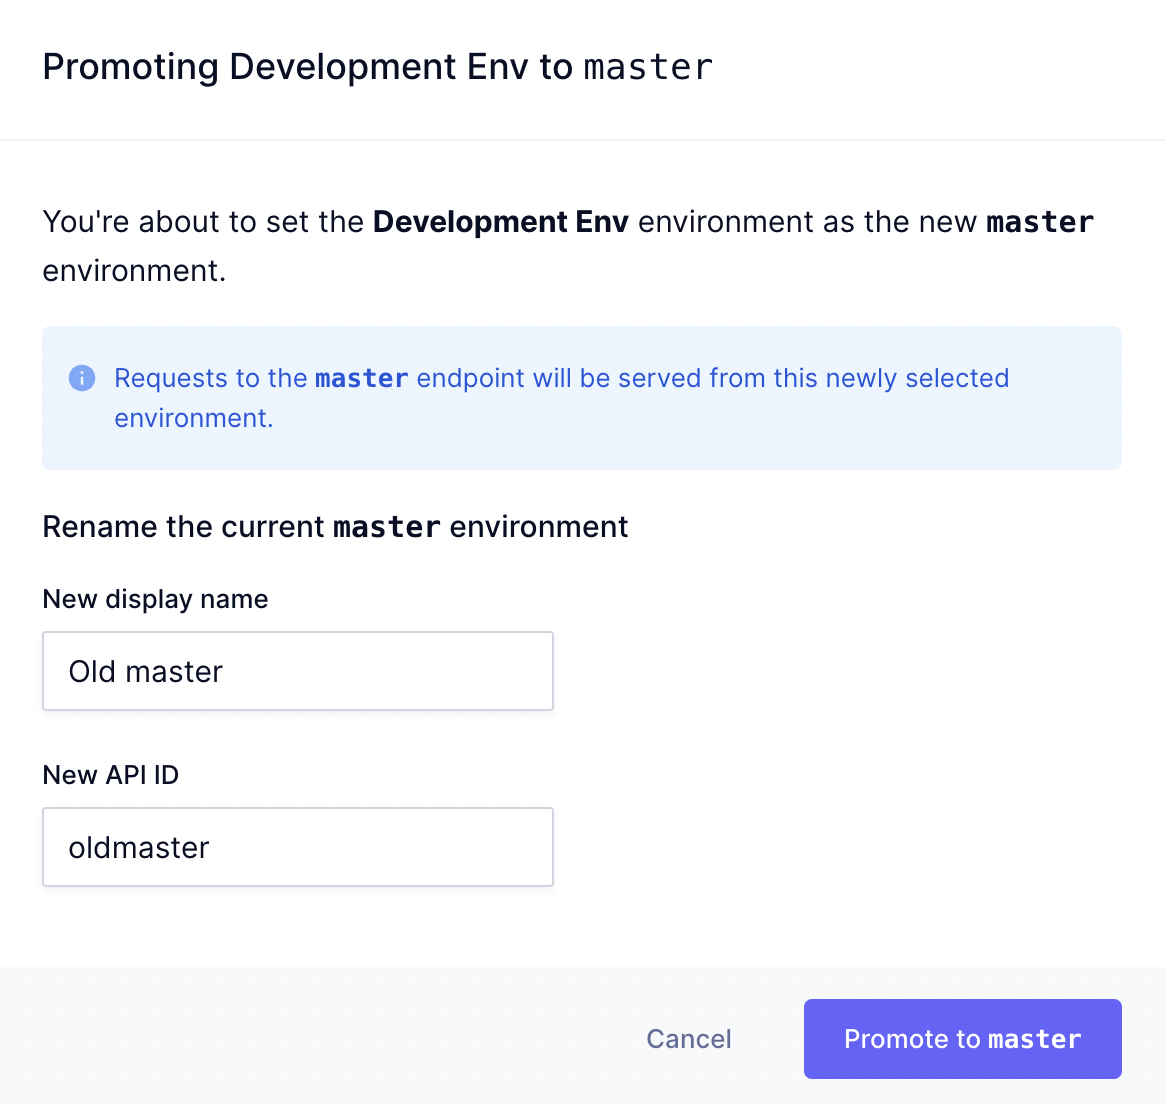 Promoting Development Env to master
You're about to set the Development Env environment as the new master
environment.
Requests to the master endpoint will be served from this newly selected
environment.
Rename the current master environment
New display name
Old master
New API ID
oldmaster
Cancel
Promote to master